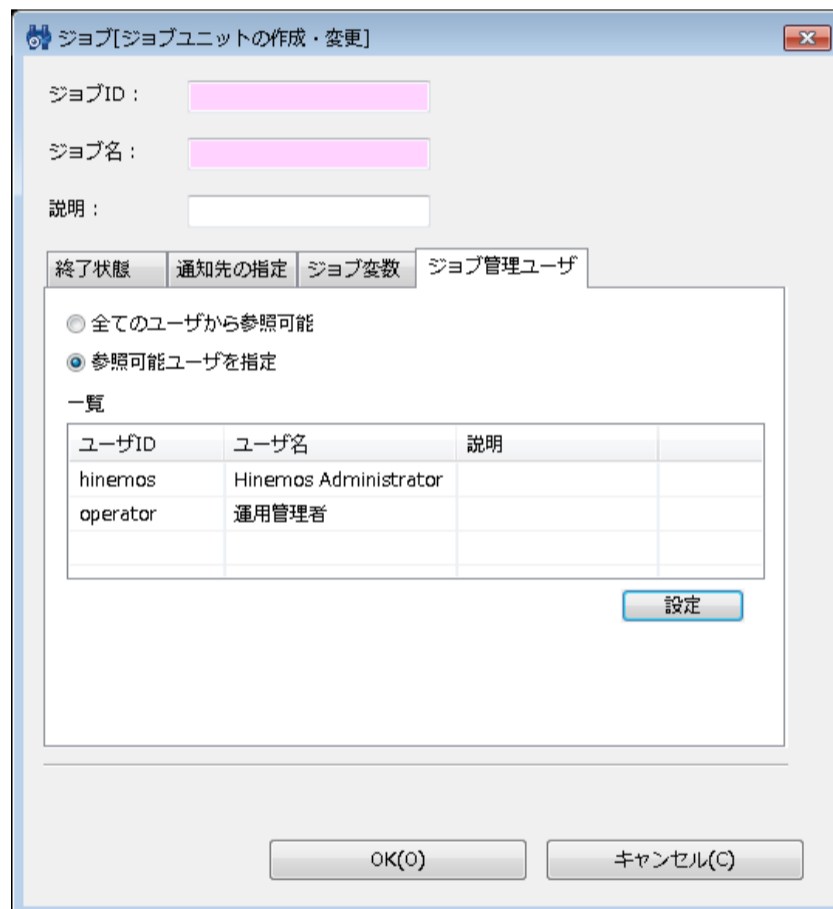 ジョブ[ジョブユニットの作成・変更]
ジョブID：
ジョブ名：
説明：
終了状態 通知先の指定 ジョブ変数 ジョブ管理ユーザ
全てのユーザから参照可能
参照可能ユーザを指定
一覧
ユーザID ユーザ名 説明
hinemos Hinemos Administrator
operator 運用管理者
設定
OK(O) キャンセル(C)